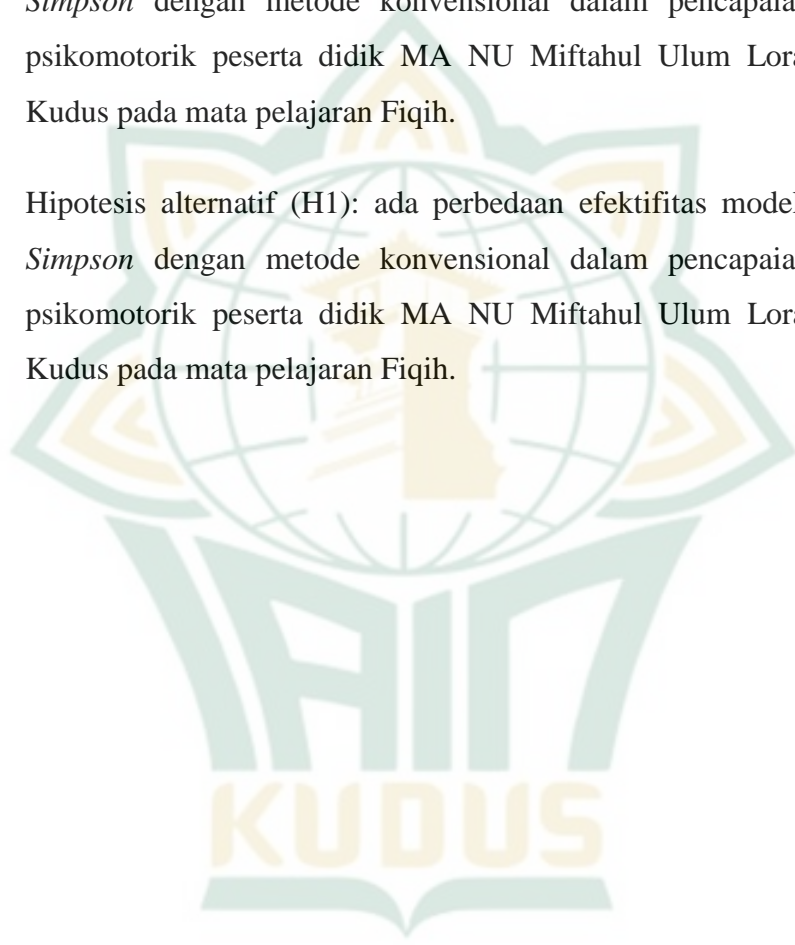 Simpson dengan metode konvensional dalam pencapaia
psikomotorik peserta didik MA NU Miftahul Ulum Lora
Kudus pada mata pelajaran Fiqih.
Hipotesis alternatif (H1): ada perbedaan efektifitas model
Simpson dengan metode konvensional dalam pencapaia
psikomotorik peserta didik MA NU Miftahul Ulum Lora
Kudus pada mata pelajaran Fiqih.
IAIN
KUDUS